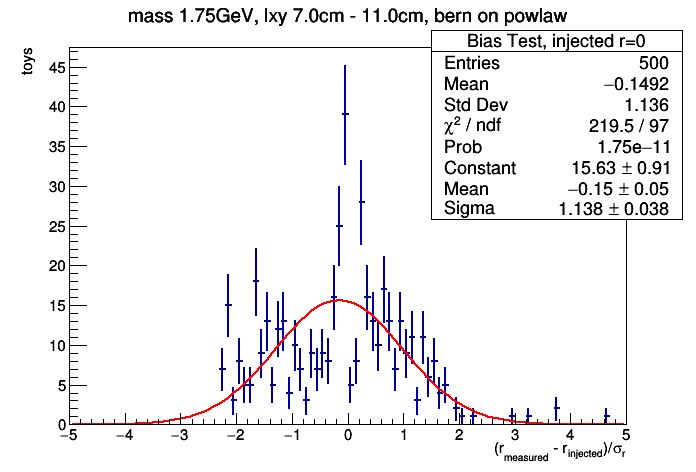 mass 1.75GeV, lxy 7.0cm - 11.0cm, bern on powlaw
Bias Test, injected r=0
Entries 500
Mean −0.1492
Std Dev 1.136
χ² / ndf 219.5 / 97
Prob 1.75e−11
Constant 15.63 ± 0.91
Mean −0.15 ± 0.05
Sigma 1.138 ± 0.038
toys
45
40
35
30
25
20
15
10
5
0
−5 −4 −3 −2 −1 0 1 2 3 4 5
(r_measured - r_injected)/σ_r